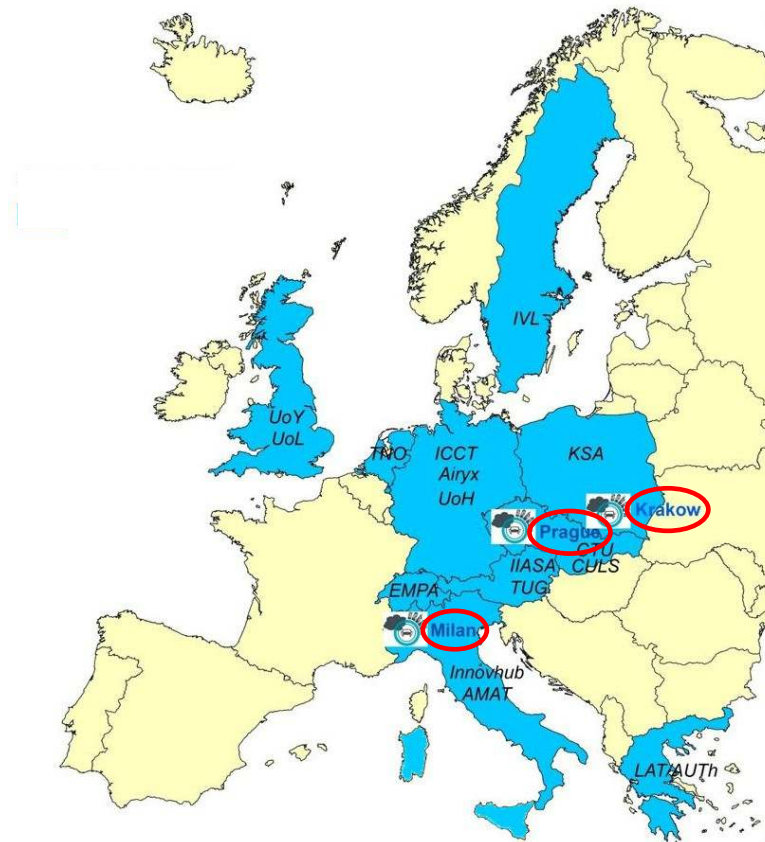 IVL
UoY
UoL
TNO
ICCT
Airyx
UoH
KSA
Krakow
Prague
CTU
CULS
IIASA
TUG
EMPA
Milan
Innovhub
AMAT
LAT/AUTh